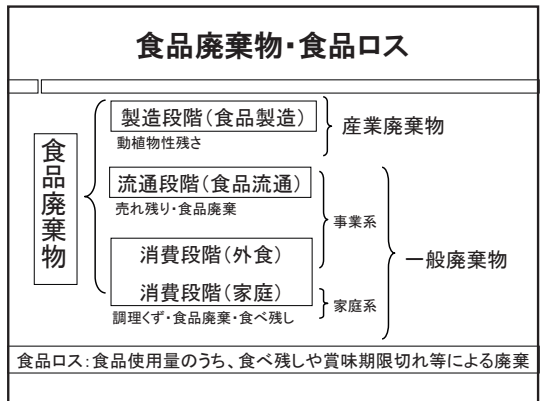 食品廃棄物・食品ロス
食品廃棄物
製造段階(食品製造)
動植物性残さ
産業廃棄物
流通段階(食品流通)
売れ残り・食品廃棄
事業系
消費段階(外食)
消費段階(家庭)
調理くず・食品廃棄・食べ残し
家庭系
一般廃棄物
食品ロス:食品使用量のうち、食べ残しや賞味期限切れ等による廃棄